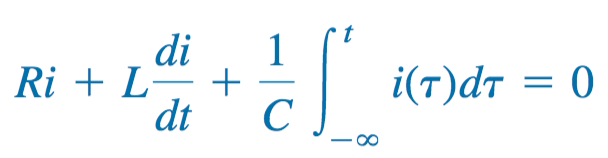 Ri + L di/dt + 1/C ∫_{-∞}^{t} i(τ)dτ = 0